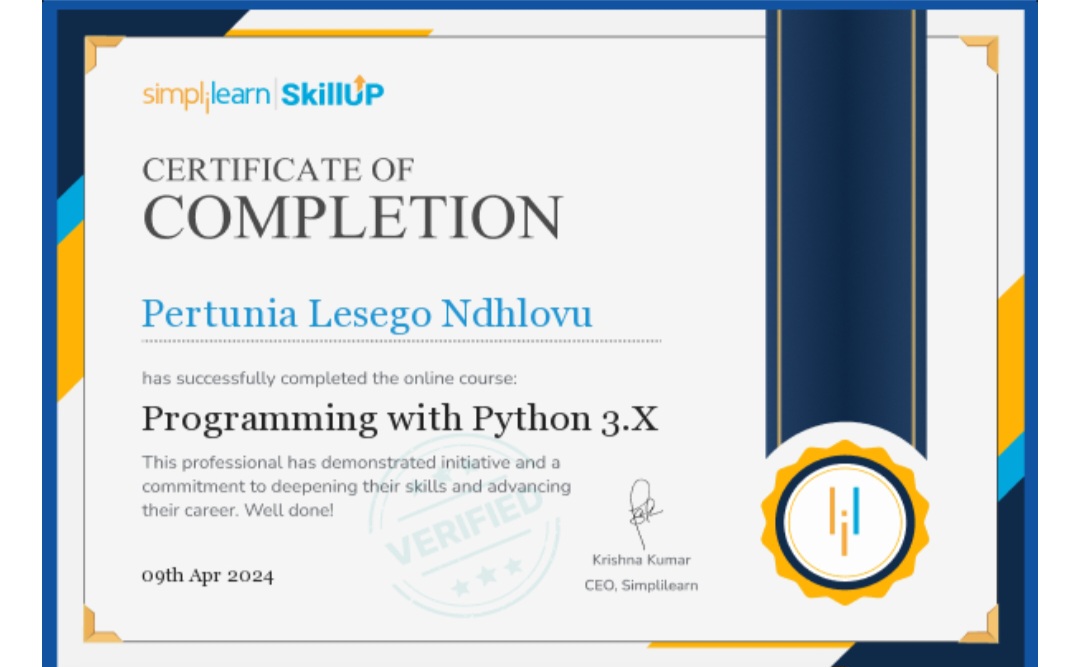 simplilearn | SkillUP
CERTIFICATE OF
COMPLETION
Pertunia Lesego Ndhlovu
has successfully completed the online course:
Programming with Python 3.X
This professional has demonstrated initiative and a
commitment to deepening their skills and advancing
their career. Well done!
VERIFIED
09th Apr 2024
Krishna Kumar
CEO, Simplilearn